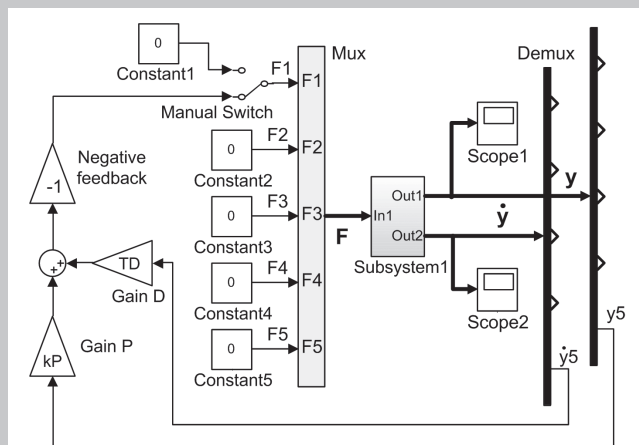 0
Constant1
F1
F1
Mux
Demux
Manual Switch
Negative
feedback
-1
0
F2
F2
Constant2
Scope1
0
F3
F3
Constant3
F
In1
Out1
Out2
Subsystem1
ẏ
y
TD
Gain D
0
F4
F4
Constant4
Scope2
kP
Gain P
0
F5
F5
Constant5
ẏ5
y5
+
+